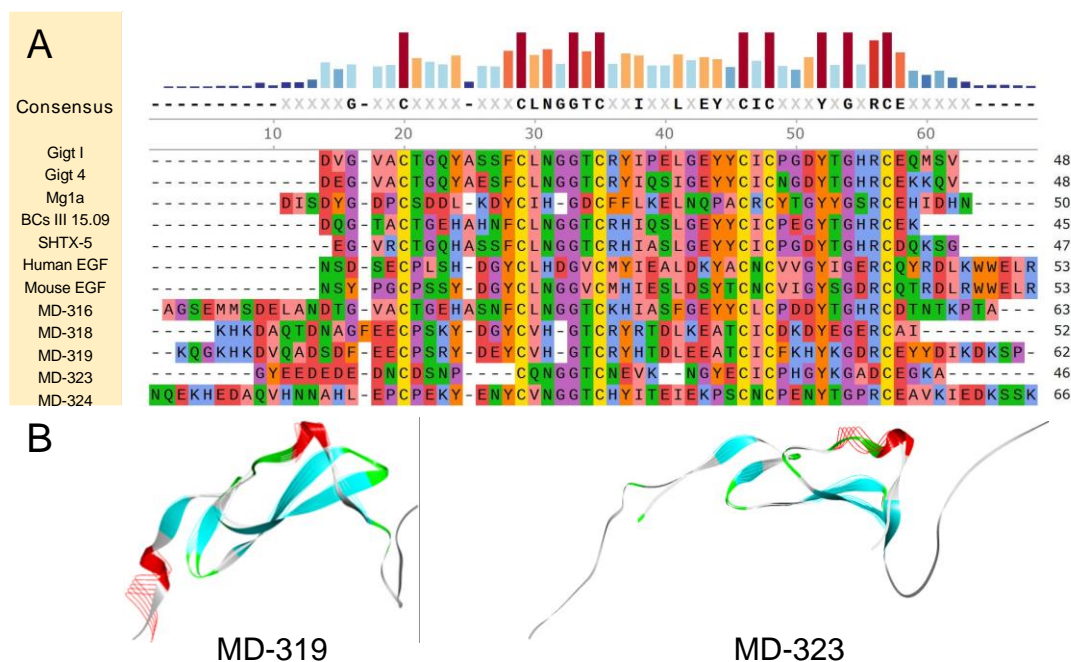 A
Consensus
----------XXXXXG-XXCXXXX-XXXCLNGGTCXXIXXLXEYXCICXXXYXGXRCEXXXXX-----
10 20 30 40 50 60
Gigt I -------------DVG-VACTGQYASSFCLNGGTCRYIPELGEYYCICPGDYTGHRCEQMSV------ 48
Gigt 4 -------------DEG-VACTGQYAESFCLNGGTCRYIQSIGEYYCICNGDYTGHRCEKKQV------ 48
Mg1a ----------DISDYG-DPCSDDL-KDYCIH-GDCFFLKELNQPACRCYTGYYGSRCEHIDHN----- 50
BCs III 15.09 -------------DQG-TACTGEHAHNFCLNGGTCRHIQSLGEYYCICPEGYTGHRCEK--------- 45
SHTX-5 --------------EG-VRCTGQHASSFCLNGGTCRHIASLGEYYCICPGDYTGHRCDQKSG------ 47
Human EGF -------------NSD-SECPLSH-DGYCLHDGVCMYIEALDKYACNCVVGYIGERCQYRDLKWWELR 53
Mouse EGF -------------NSY-PGCPSSY-DGYCLNGGVCMHIESLDSYTCNCVIGYSGDRCQTRDLRWWELR 53
MD-316 -AGSEMMSDELANDTG-VACTGEHASNFCLNGGTCKHIASFGEYYCLCPDDYTGHRCDTNTKPTA--- 63
MD-318 -----KHKDAQTDNAGFEECPSKY-DGYCVH-GTCRYRTDLKEATCICDKDYEGERCAI--------- 52
MD-319 --KQGKHKDVQADSDF-EECPSRY-DEYCVH-GTCRYHTDLEEATCICFKHYKGDRCEYYDIKDKSP- 62
MD-323 --------GYEEDEDE-DNCDSNP----CQNGGTCNEVK--NGYECICPHGYKGADCEGKA------- 46
MD-324 NQEKHEDAQVHNNAHL-EPCPEKY-ENYCVNGGTCHYITEIEKPSCNCPENYTGPRCEAVKIEDKSSK 66
B
MD-319 MD-323